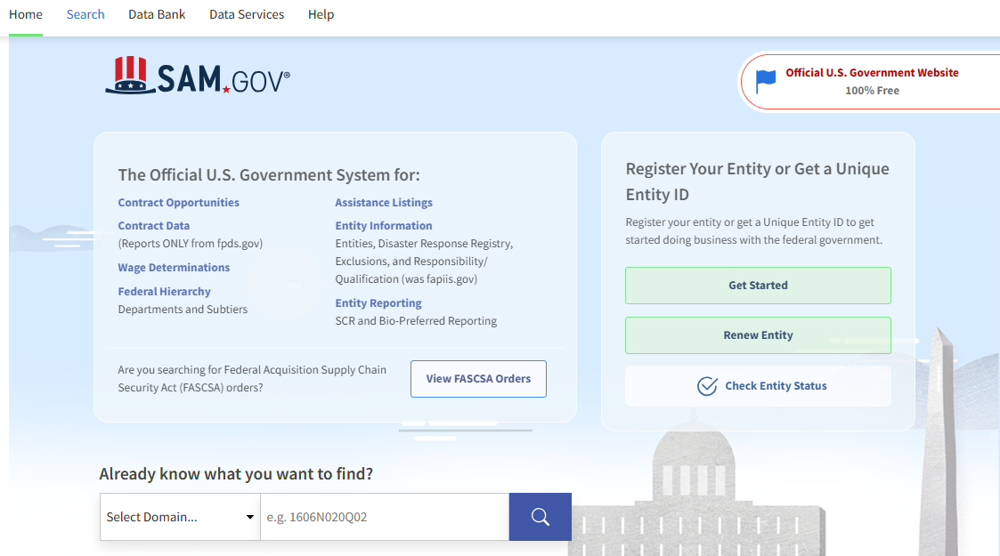 Home Search Data Bank Data Services Help
SAM.GOV®
Official U.S. Government Website
100% Free
The Official U.S. Government System for:
Contract Opportunities
Contract Data
(Reports ONLY from fpds.gov)
Wage Determinations
Federal Hierarchy
Departments and Subtiers
Assistance Listings
Entity Information
Entities, Disaster Response Registry,
Exclusions, and Responsibility/
Qualification (was fapiis.gov)
Entity Reporting
SCR and Bio-Preferred Reporting
Are you searching for Federal Acquisition Supply Chain
Security Act (FASCSA) orders?
View FASCSA Orders
Register Your Entity or Get a Unique
Entity ID
Register your entity or get a Unique Entity ID to get
started doing business with the federal government.
Get Started
Renew Entity
Check Entity Status
Already know what you want to find?
Select Domain... e.g. 1606N020Q02